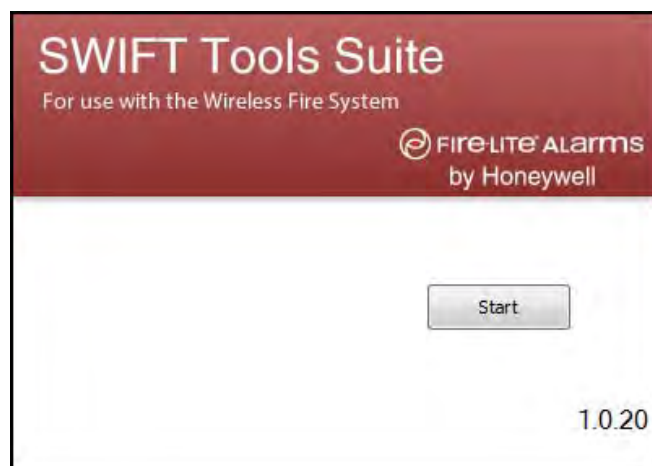 SWIFT Tools Suite
For use with the Wireless Fire System
FIRE·LITE® ALARMS
by Honeywell
Start
1.0.20